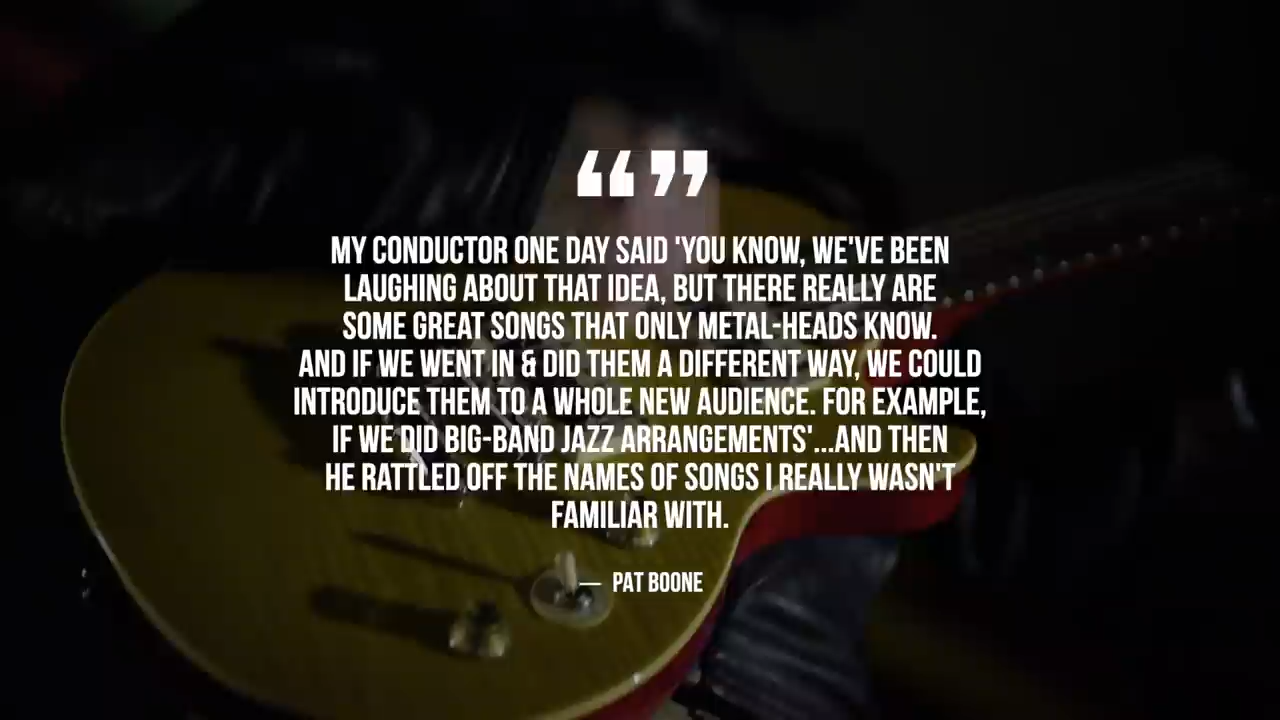 “”
MY CONDUCTOR ONE DAY SAID 'YOU KNOW, WE'VE BEEN
LAUGHING ABOUT THAT IDEA, BUT THERE REALLY ARE
SOME GREAT SONGS THAT ONLY METAL-HEADS KNOW.
AND IF WE WENT IN & DID THEM A DIFFERENT WAY, WE COULD
INTRODUCE THEM TO A WHOLE NEW AUDIENCE. FOR EXAMPLE,
IF WE DID BIG-BAND JAZZ ARRANGEMENTS'...AND THEN
HE RATTLED OFF THE NAMES OF SONGS I REALLY WASN'T
FAMILIAR WITH.
— PAT BOONE